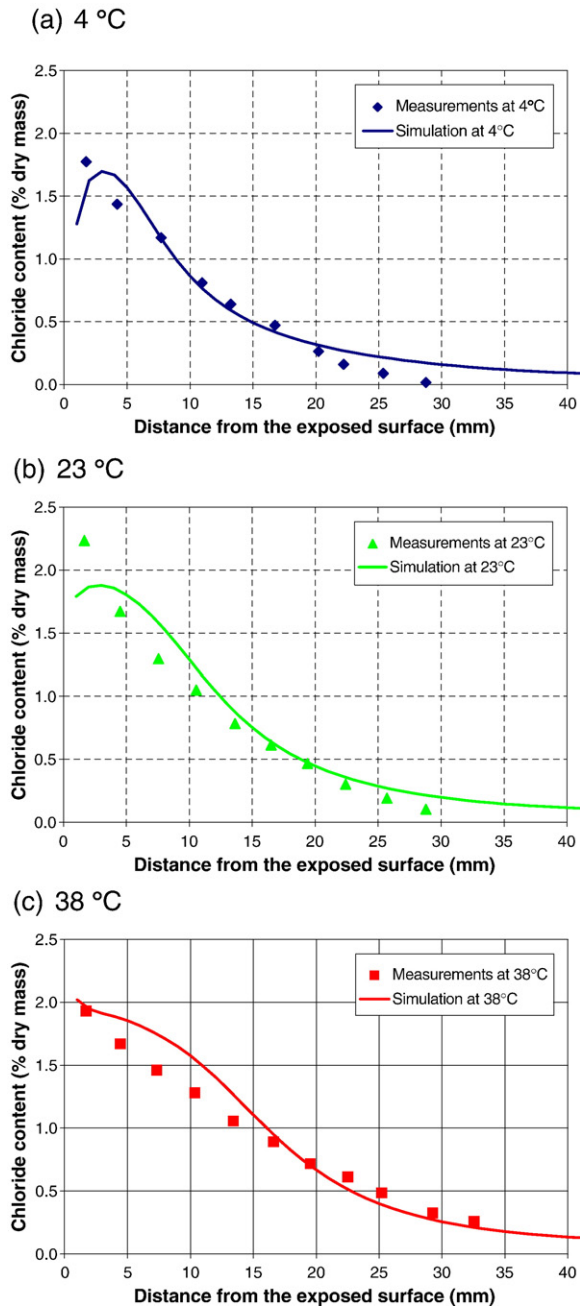 (a) 4 °C
Chloride content (% dry mass)
2.5
2.0
1.5
1.0
0.5
0.0
Measurements at 4°C
Simulation at 4°C
0 5 10 15 20 25 30 35 40
Distance from the exposed surface (mm)
(b) 23 °C
Chloride content (% dry mass)
2.5
2.0
1.5
1.0
0.5
0.0
Measurements at 23°C
Simulation at 23°C
0 5 10 15 20 25 30 35 40
Distance from the exposed surface (mm)
(c) 38 °C
Chloride content (% dry mass)
2.5
2.0
1.5
1.0
0.5
0.0
Measurements at 38°C
Simulation at 38°C
0 5 10 15 20 25 30 35 40
Distance from the exposed surface (mm)